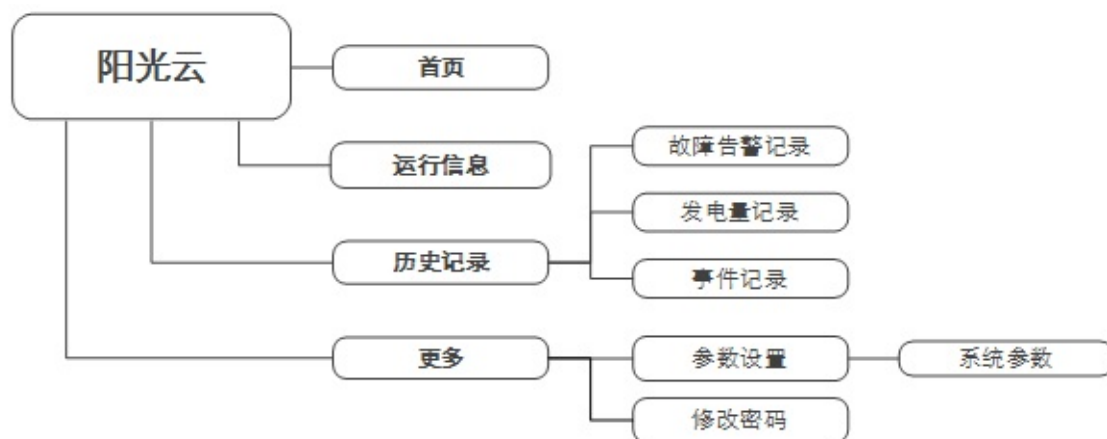 阳光云
首页
运行信息
历史记录
故障告警记录
发电量记录
事件记录
更多
参数设置
系统参数
修改密码